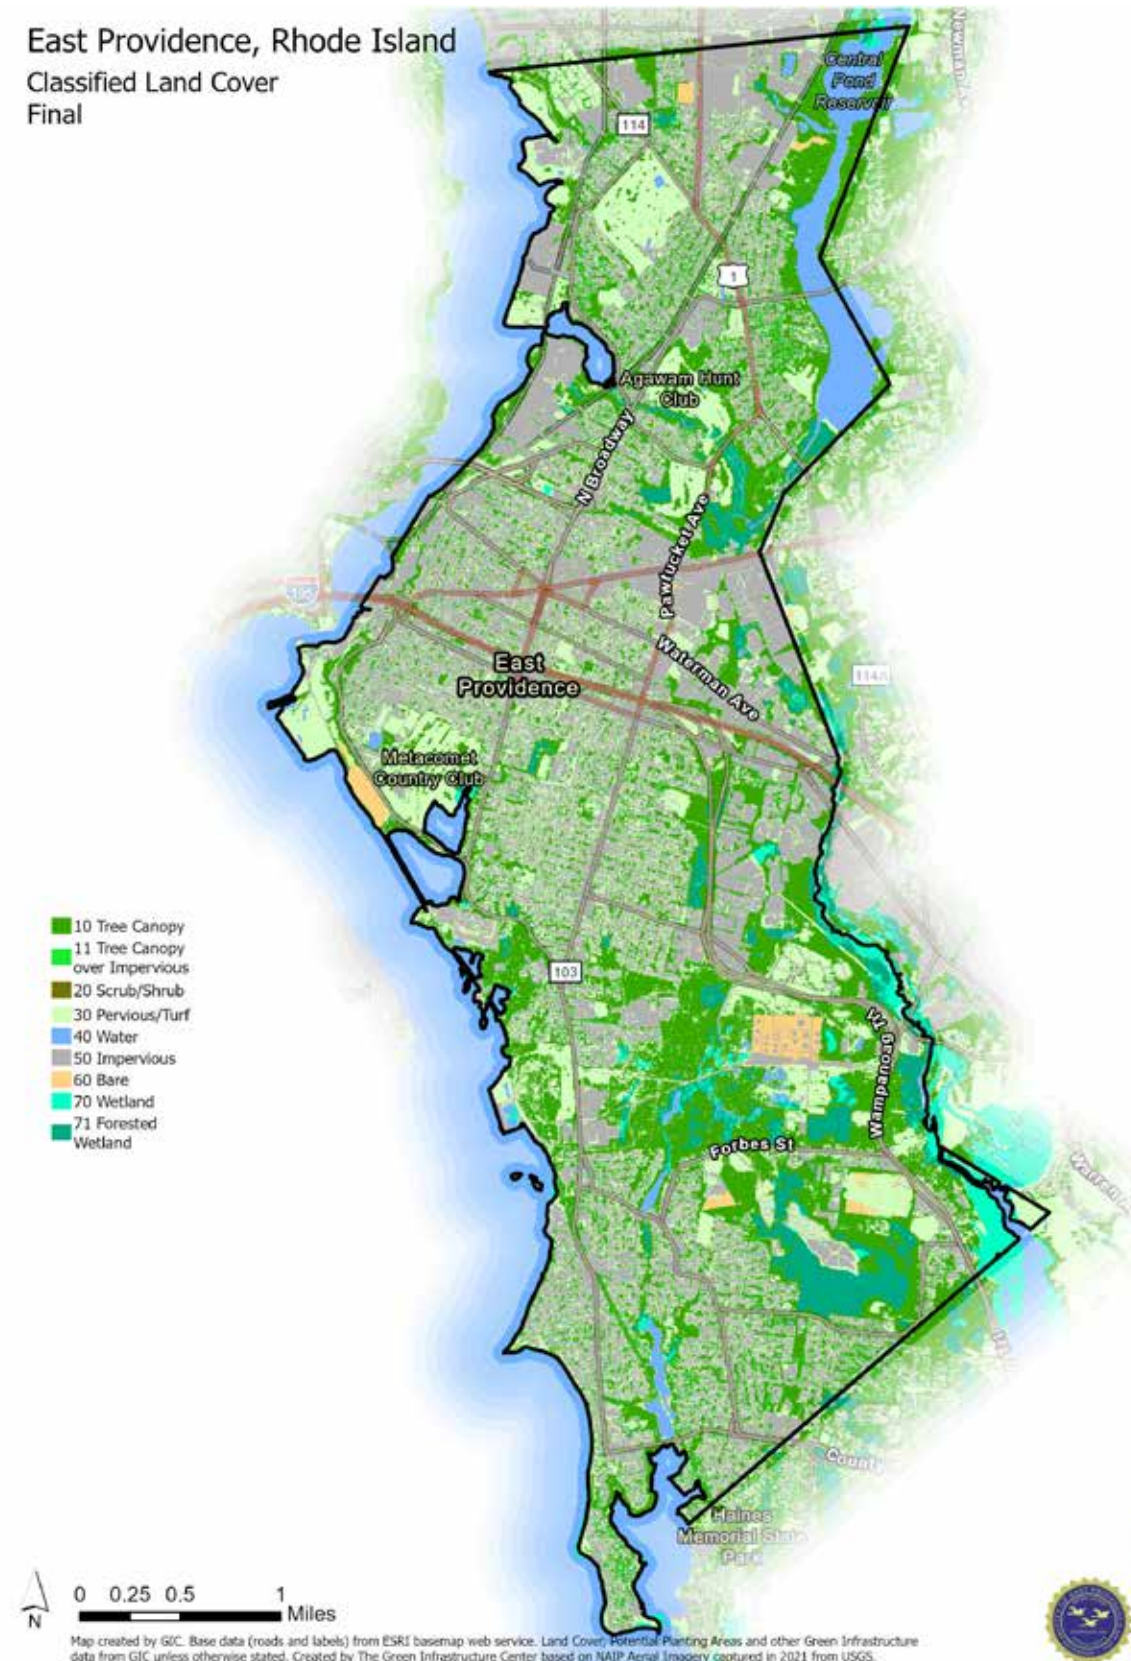 East Providence, Rhode Island
Classified Land Cover
Final
Newman
Central
Pond
Reservoir
114
1
Agawam Hunt
Club
N Broadway
Pawtucket Ave
195
Waterman Ave
114A
East
Providence
Metacomet
Country Club
10 Tree Canopy
11 Tree Canopy
over Impervious
20 Scrub/Shrub
30 Pervious/Turf
40 Water
50 Impervious
60 Bare
70 Wetland
71 Forested
Wetland
103
Wampanoag
Forbes St
Warren
County
Haines
Memorial State
Park
N
0 0.25 0.5 1
Miles
Map created by GIC. Base data (roads and labels) from ESRI basemap web service. Land Cover, Potential Planting Areas and other Green Infrastructure
data from GIC unless otherwise stated. Created by The Green Infrastructure Center based on NAIP Aerial Imagery captured in 2021 from USGS.